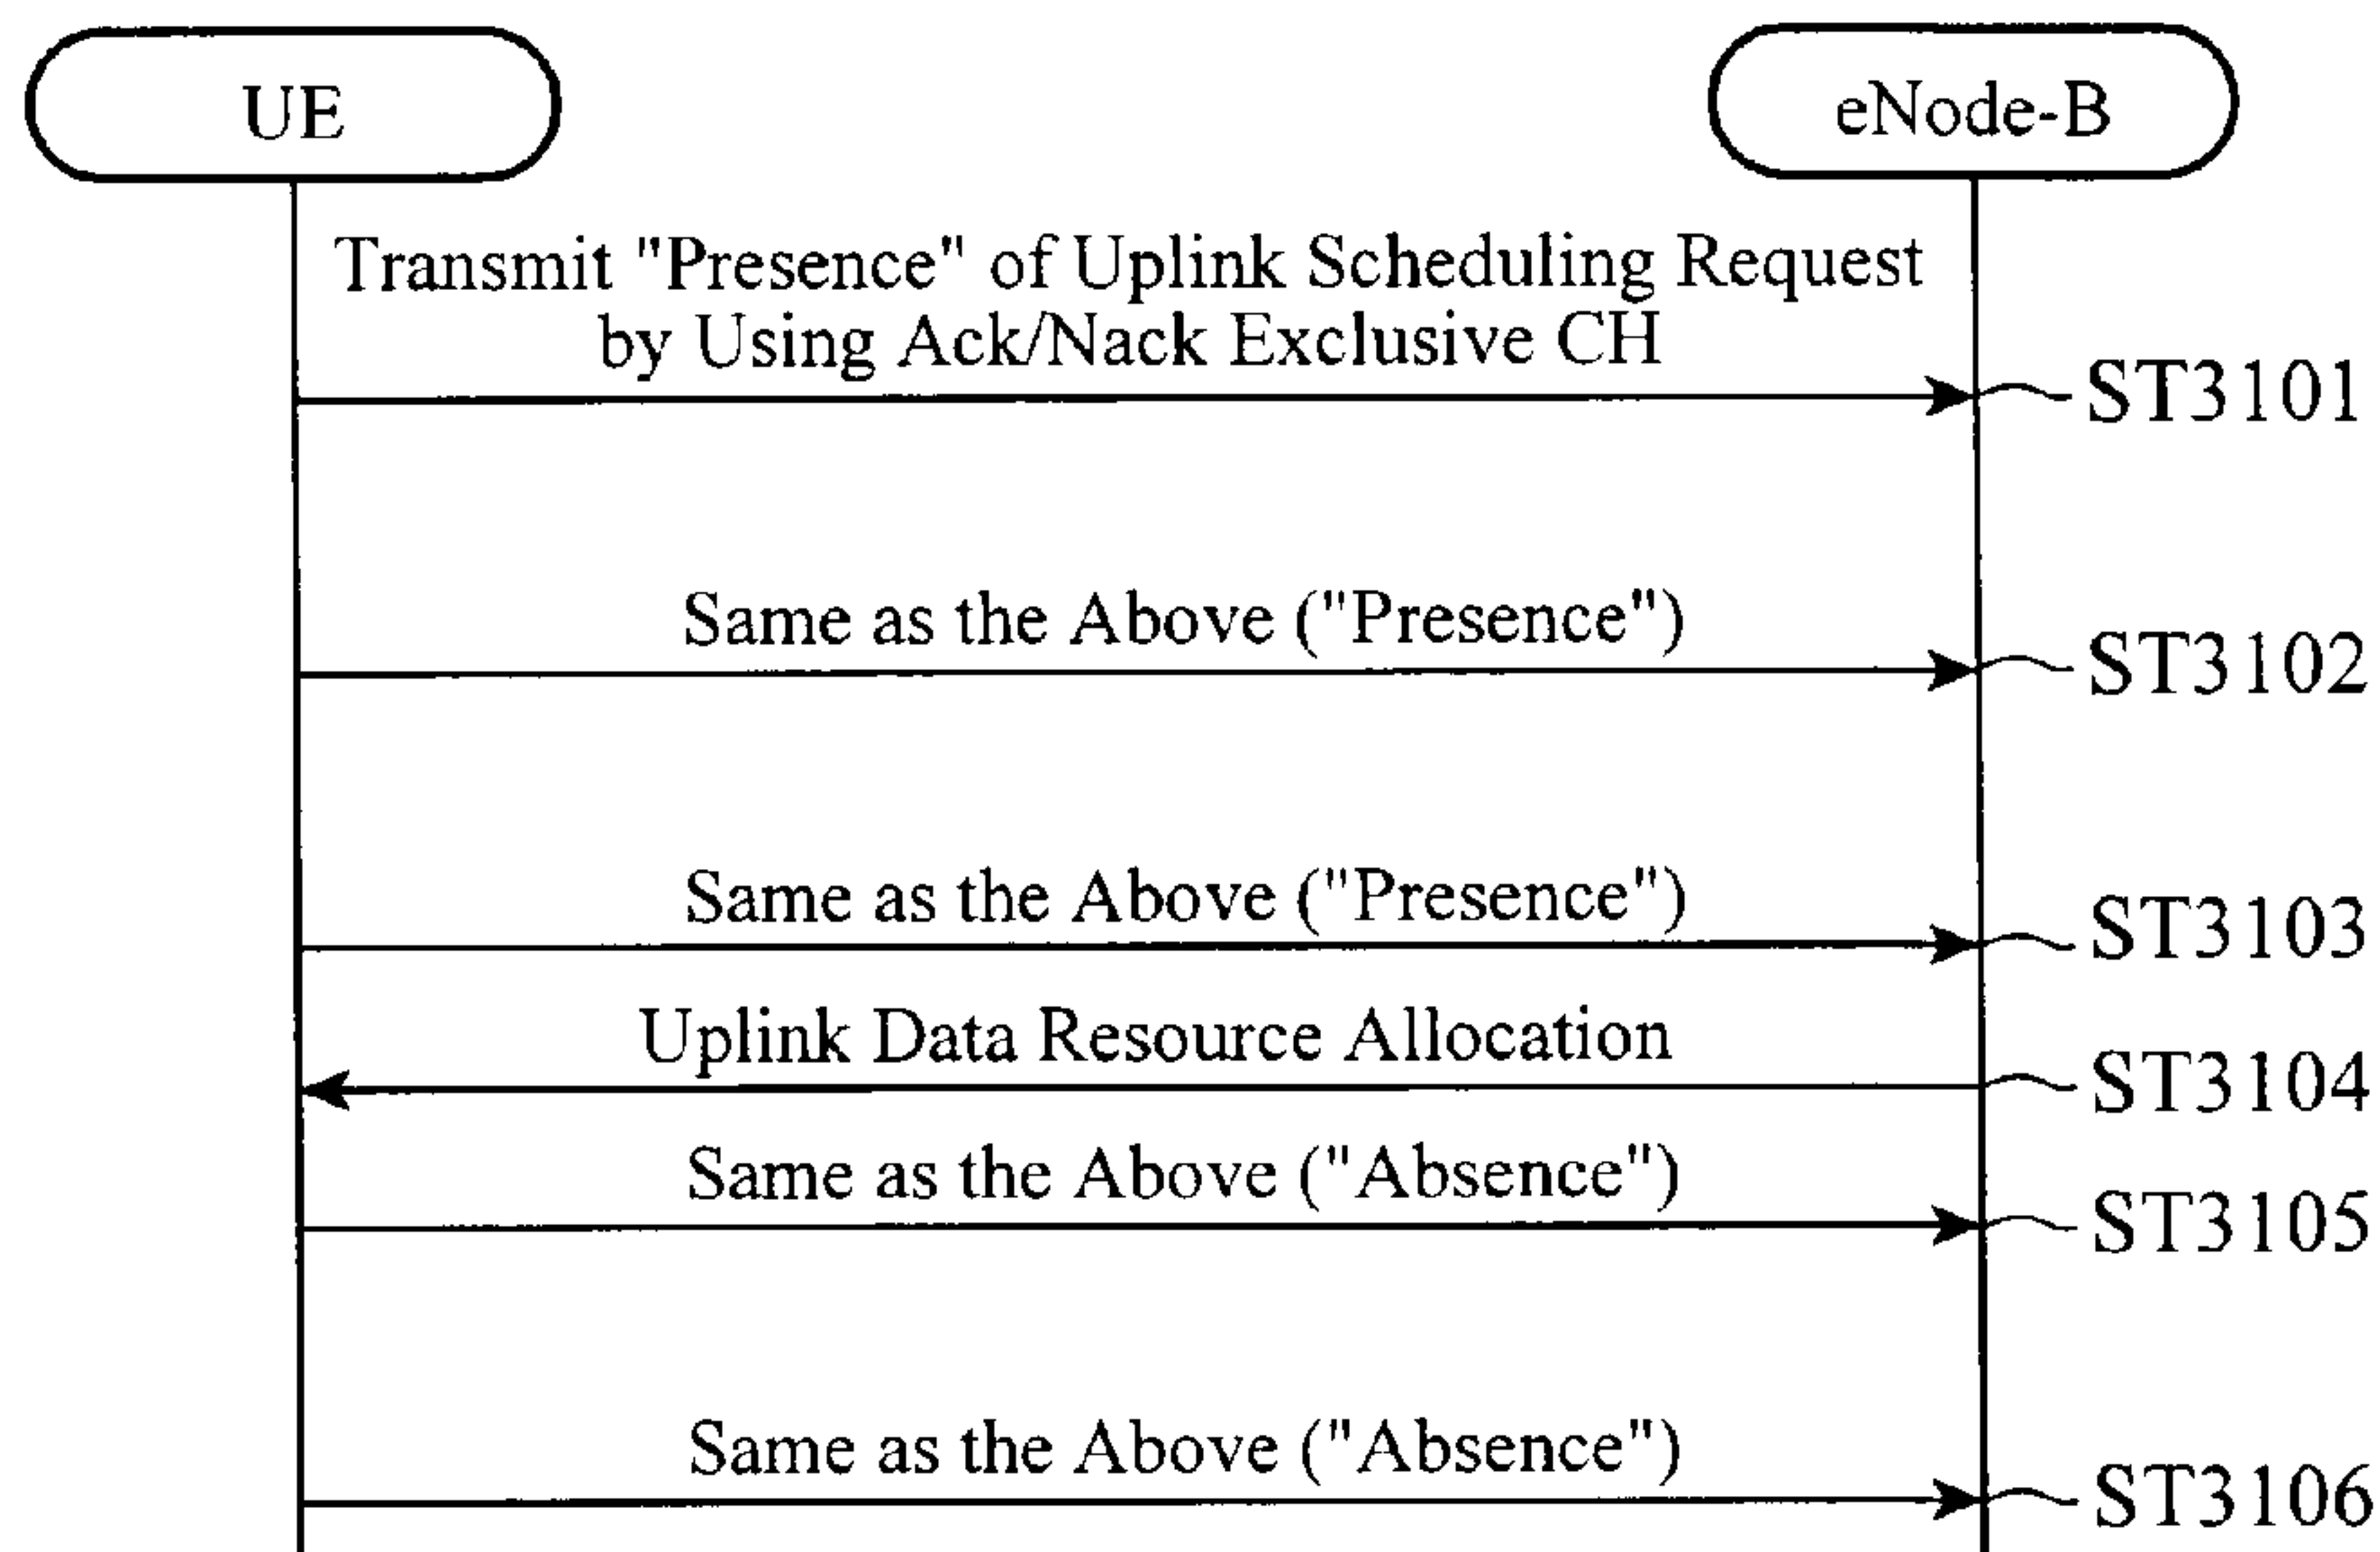 UE
eNode-B
Transmit "Presence" of Uplink Scheduling Request
by Using Ack/Nack Exclusive CH
ST3101
Same as the Above ("Presence")
ST3102
Same as the Above ("Presence")
ST3103
Uplink Data Resource Allocation
ST3104
Same as the Above ("Absence")
ST3105
Same as the Above ("Absence")
ST3106